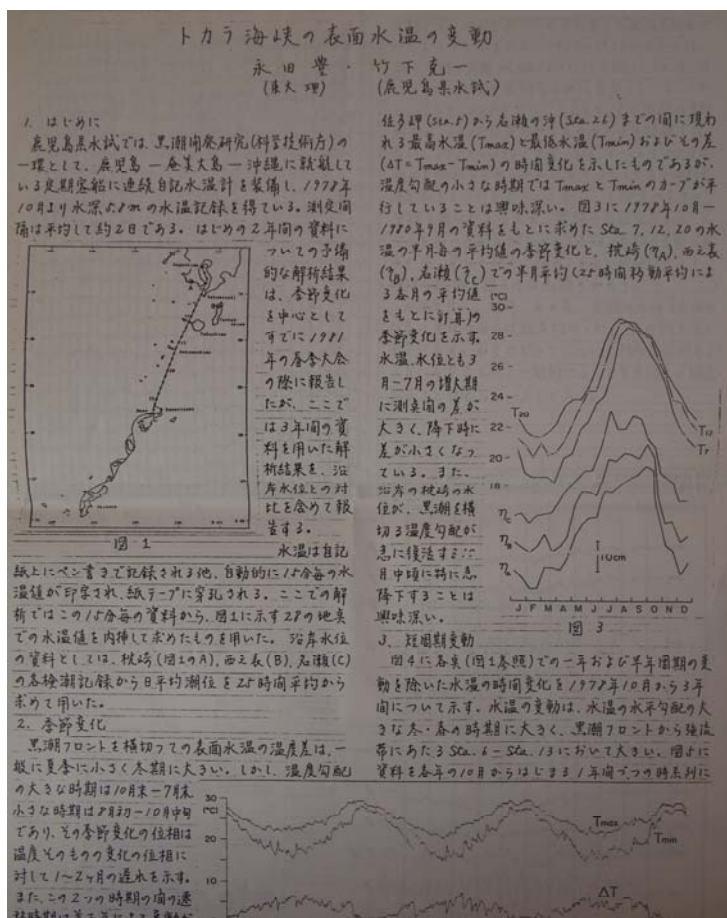 トカラ海峡の表面水温の変動
永田 豊・竹下克一
(東大 理) (鹿児島県水試)
1. はじめに
鹿児島県水試では、黒潮開発研究(科学技術庁)の
一環として、鹿児島 — 奄美大島 — 沖縄に就航して
いる定期客船に連続自記水温計を装備し、1978年
10月より水深5.8mの水温記録を得ている。測定間
隔は平均して約2日である。はじめの2年間の資料に
ついての予備
的な解析結果
は、季節変化
を中心として
すでに1981
年の春季大会
の際に報告し
たが、ここで
は3年間の資
料を用いた解
析結果を、沿
岸水位との対
比を含めて報
告する。
図 1
水温は自記
紙上にペン書きで記録される他、自動的に15分毎の水
温値が印字され、紙テープに穿孔される。ここでの解
析ではこの15分毎の資料から、図1に示す28の地点
での水温値を内挿して求めたものを用いた。沿岸水位
の資料としては、枕崎(図1のA)、西之表(B)、名瀬(C)
の各検潮記録から日平均潮位を25時間平均から
求めて用いた。
2. 季節変化
黒潮フロントを横切っての表面水温の温度差は、一
般に夏季に小さく冬期に大きい。しかし、温度勾配
の大きな時期は10月末−7月末
小さな時期は8月初−10月中旬
であり、その季節変化の位相は
温度そのものの変化の位相に
対して1〜2ヶ月の遅れを示す。
また、この2つの時期の間の遷
佐多岬(Sta.5)から名瀬の沖(Sta.26)までの間に現わ
れる最高水温(Tmax)と最低水温(Tmin)およびその差
(ΔT=Tmax-Tmin)の時間変化を示したものであるが、
温度勾配の小さな時期ではTmaxとTminのカーブが平
行していることは興味深い。図3に1978年10月−
1980年9月の資料をもとに求めたSta.7, 12, 20の水
温の半月毎の平均値の季節変化と、枕崎(ηA)、西之表
(ηB)、名瀬(ηC)での半月平均(25時間移動平均によ
る各月の平均値
をもとに計算)の
季節変化を示す。
水温、水位とも3
月−7月の増大期
に測点間の差が
大きく、降下時に
差が小さくなっ
ている。また、
沿岸の枕崎の水
位が、黒潮を横
切る温度勾配が
急に復活する
月中頃に特に急
降下することは
興味深い。
(℃)
30
28
26
24
22
20
18
T20
T12
T7
ηC
ηB
ηA
10cm
J F M A M J J A S O N D
図 3
3. 短周期変動
図4に各点(図1参照)での一年および半年周期の変
動を除いた水温の時間変化を1978年10月から3年
間について示す。水温の変動は、水温の水平勾配の大
きな冬・春の時期に大きく、黒潮フロントから強流
帯にあたるSta.6−Sta.13において大きい。図5に
資料を各年の10月からはじまる1年間づつの時系列に
30
(℃)
20
10
Tmax
Tmin
ΔT